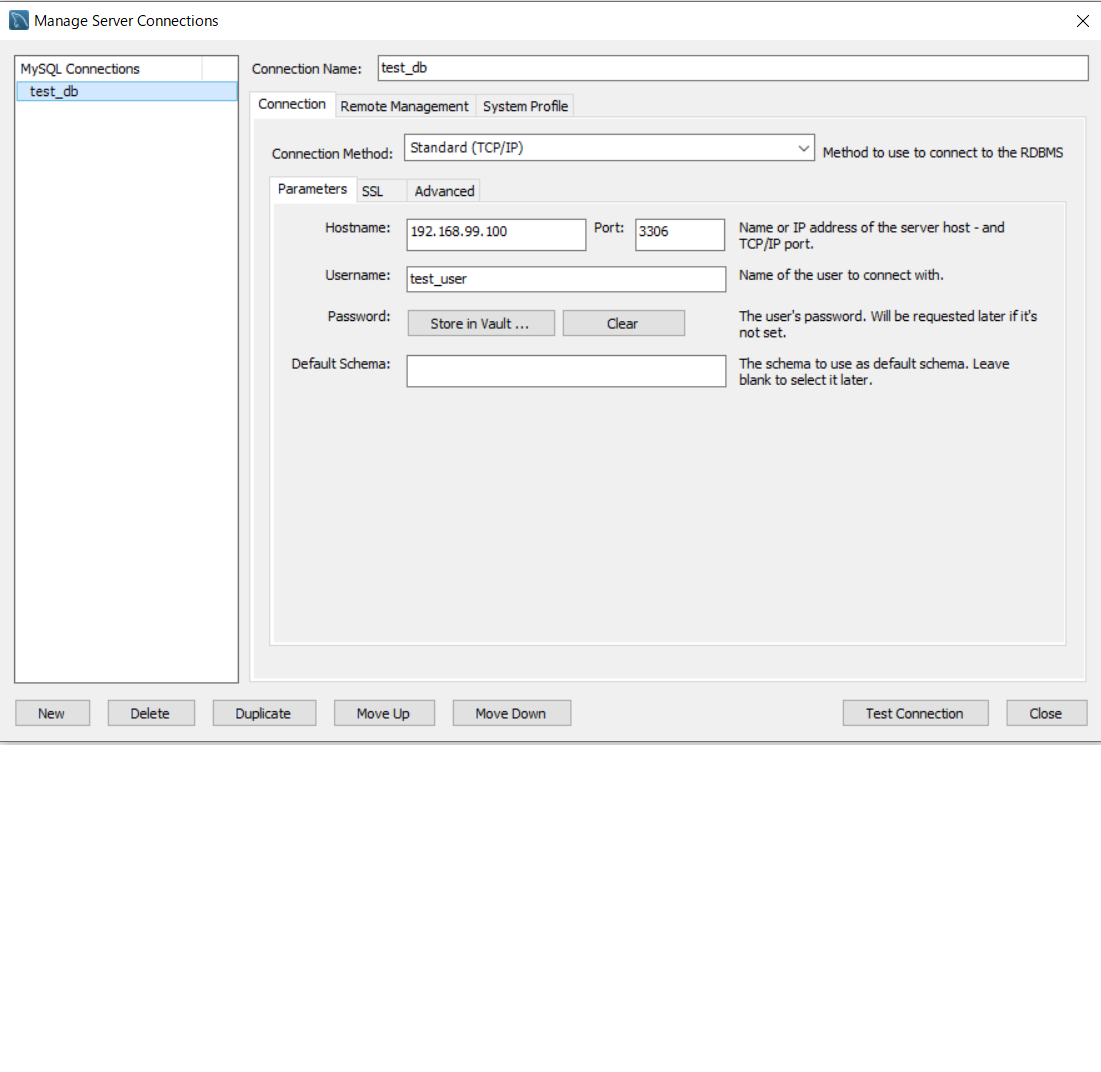 Manage Server Connections
MySQL Connections
test_db
Connection Name: test_db
Connection Remote Management System Profile
Connection Method: Standard (TCP/IP) Method to use to connect to the RDBMS
Parameters SSL Advanced
Hostname: 192.168.99.100 Port: 3306 Name or IP address of the server host - and
TCP/IP port.
Username: test_user Name of the user to connect with.
Password: Store in Vault ... Clear The user's password. Will be requested later if it's
not set.
Default Schema: The schema to use as default schema. Leave
blank to select it later.
New Delete Duplicate Move Up Move Down Test Connection Close